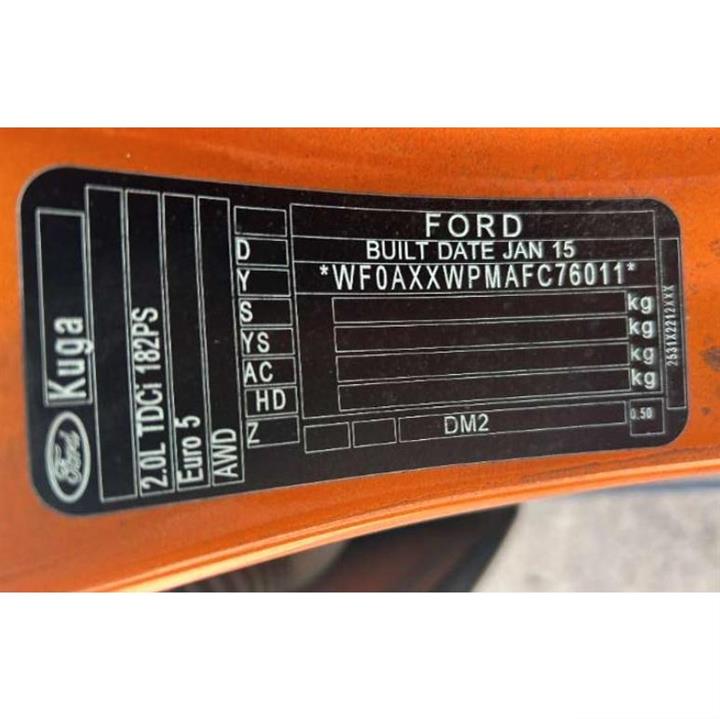 Ford
Kuga
2.0L TDCi 182PS
Euro 5
AWD
D
Y
S
YS
AC
HD
Z
FORD
BUILT DATE JAN 15
*WF0AXXWPMAFC76011*
kg
kg
kg
kg
DM2
0.50
2531X2212XXX